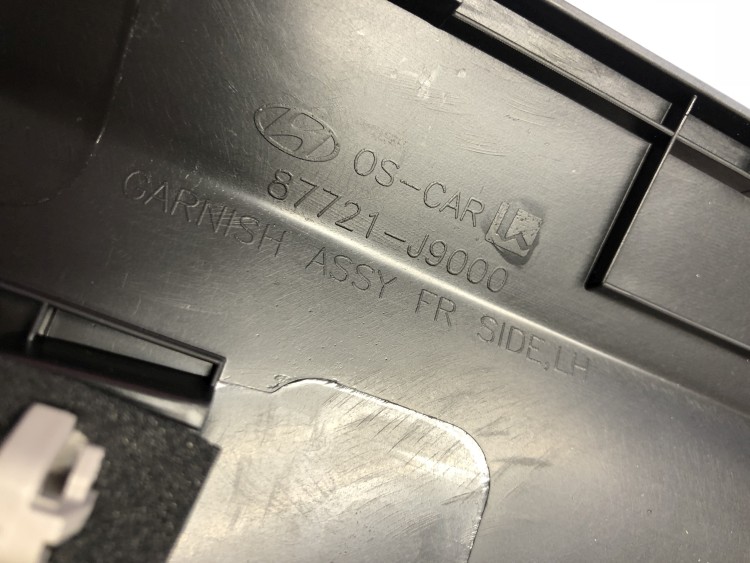 OS-CAR
87721-J9000
GARNISH ASSY FR SIDE,LH